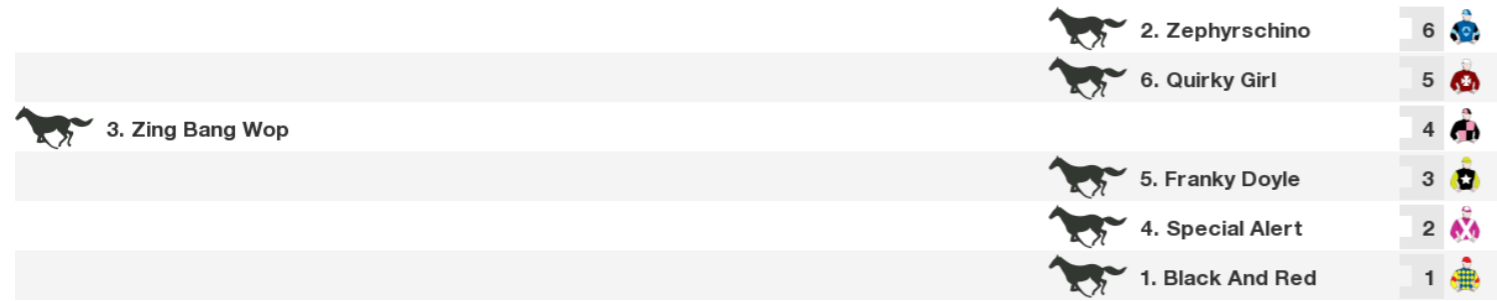 2. Zephyrschino 6
6. Quirky Girl 5
3. Zing Bang Wop 4
5. Franky Doyle 3
4. Special Alert 2
1. Black And Red 1